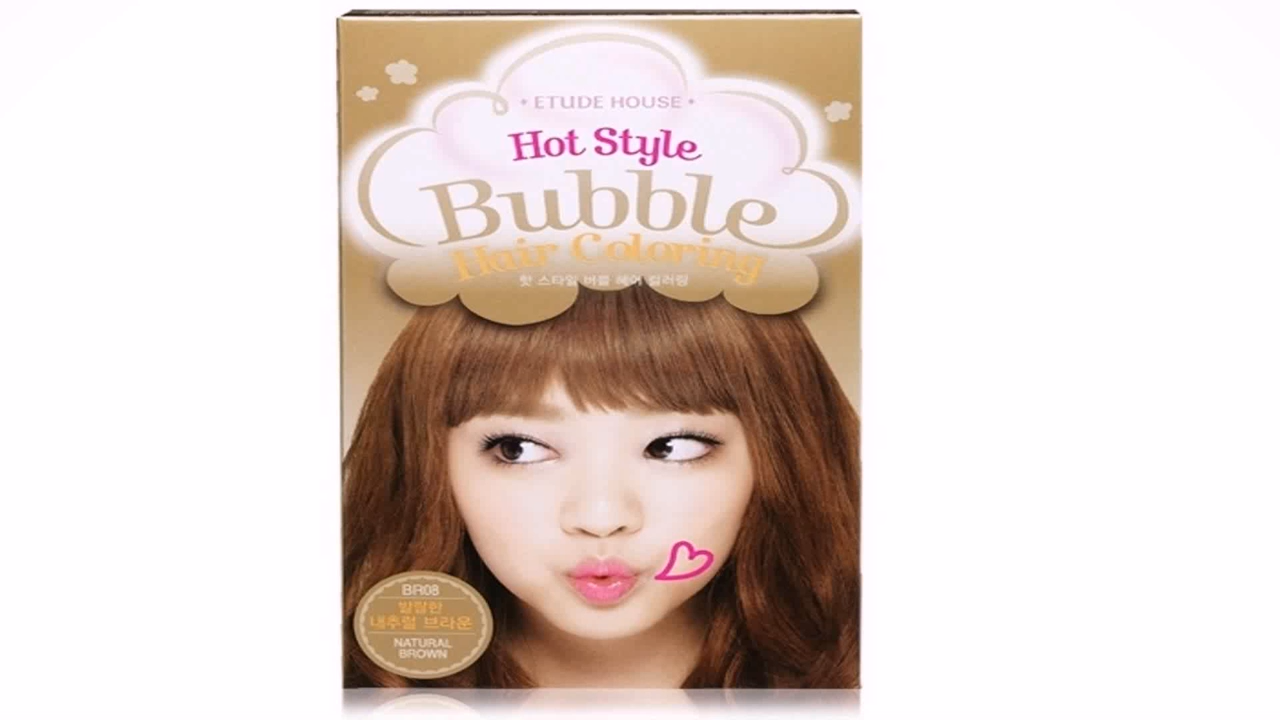 ETUDE HOUSE
Hot Style
Bubble
Hair Coloring
핫 스타일 버블 헤어 컬러링
BR08
발랄한
내추럴 브라운
NATURAL
BROWN